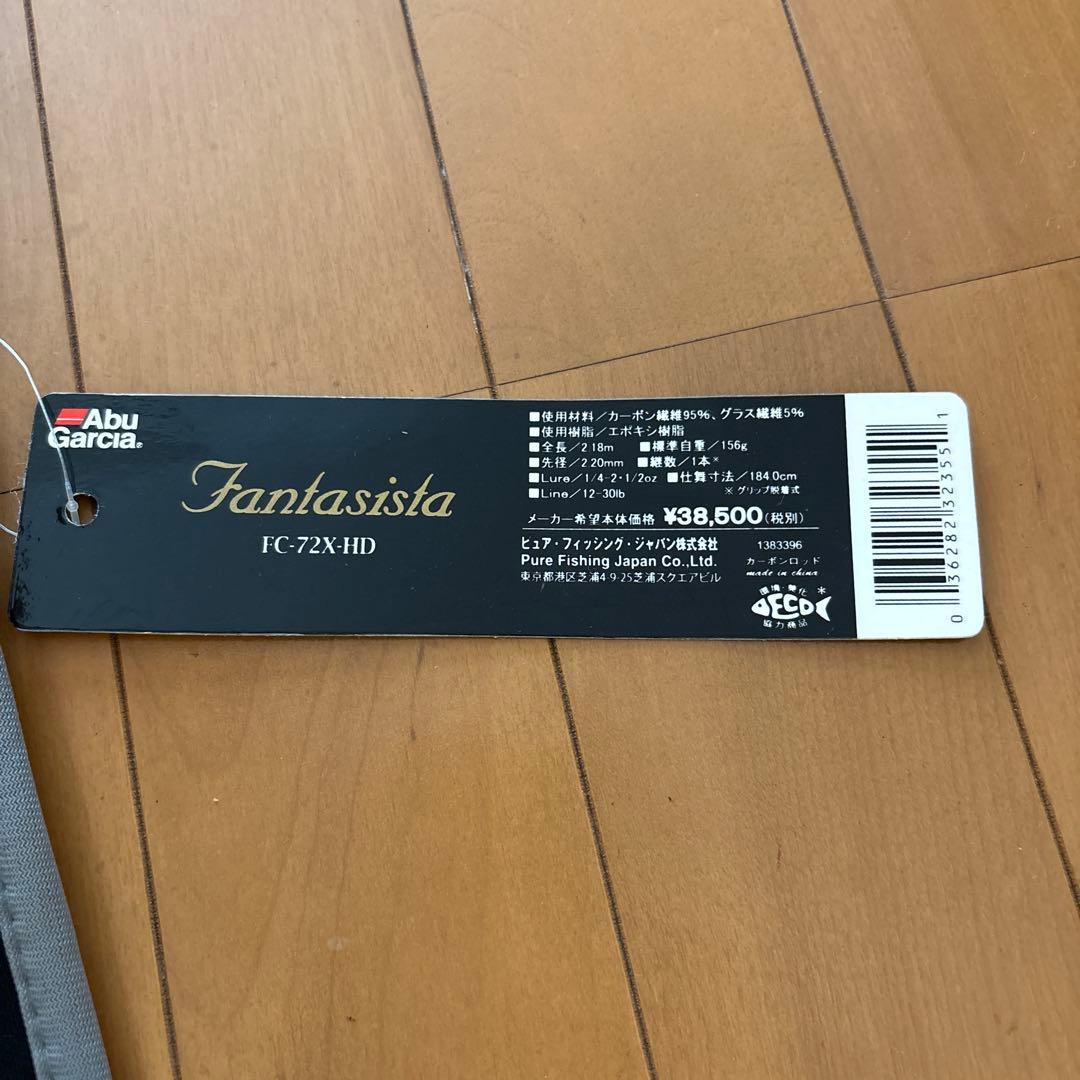 Abu
Garcia®
Fantasista
FC-72X-HD
■使用材料/カーボン繊維95%、グラス繊維5%
■使用樹脂/エポキシ樹脂
■全長/2.18m ■標準自重/156g
■先径/2.20mm ■継数/1本※
■Lure/1/4-2・1/2oz ■仕舞寸法/184.0cm
■Line/12-30lb ※グリップ脱着式
メーカー希望本体価格 ¥38,500(税別)
ピュア・フィッシング・ジャパン株式会社 1383396
Pure Fishing Japan Co.,Ltd. カーボンロッド
東京都港区芝浦4-9-25芝浦スクエアビル made in china
環境・美化
ECO
協力商品
0 36282 32355 1